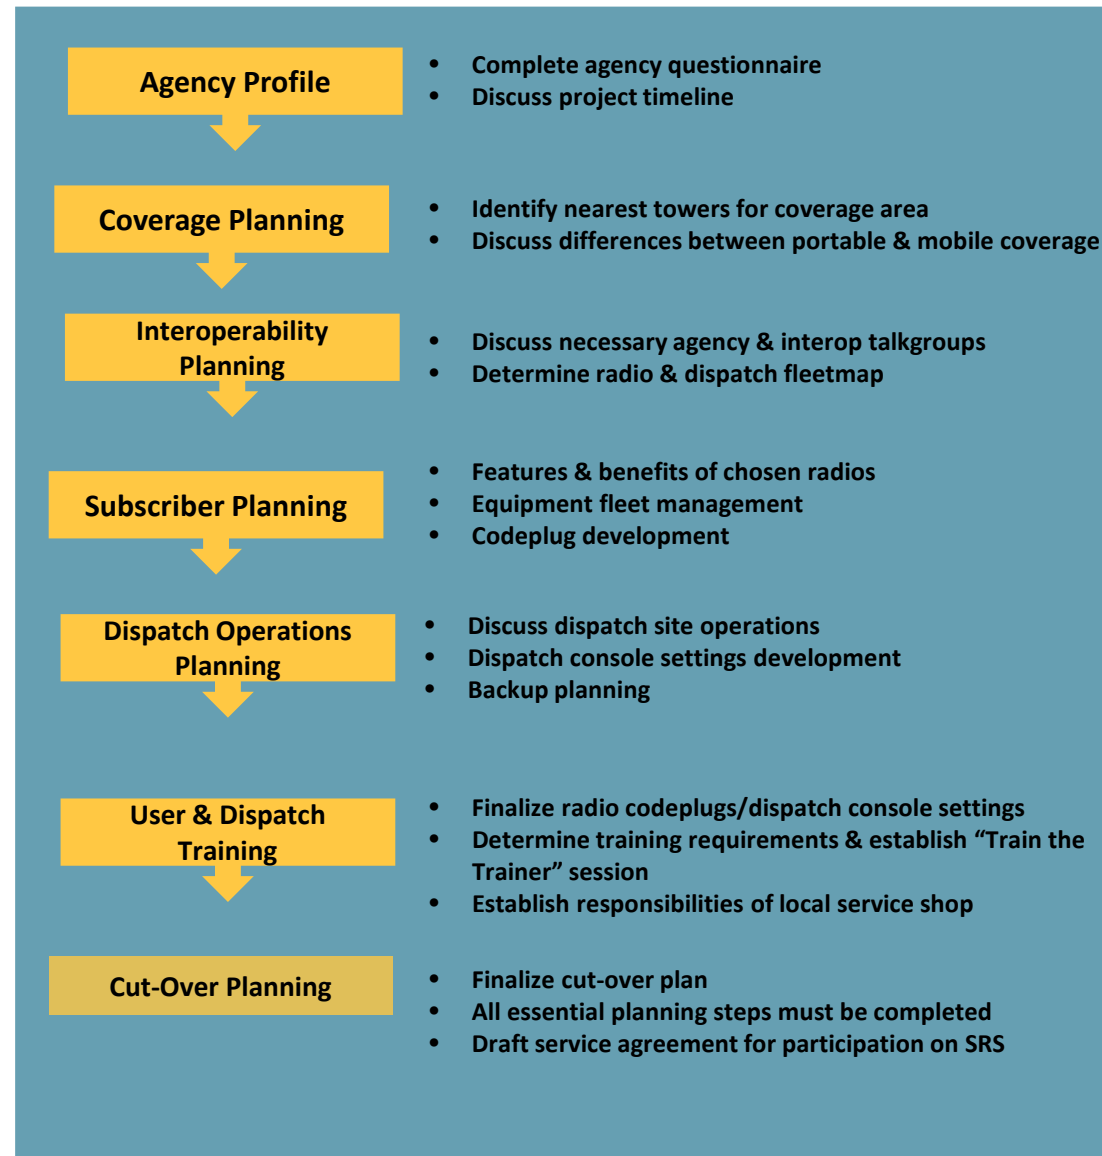 Agency Profile
• Complete agency questionnaire
• Discuss project timeline
Coverage Planning
• Identify nearest towers for coverage area
• Discuss differences between portable & mobile coverage
Interoperability
Planning
• Discuss necessary agency & interop talkgroups
• Determine radio & dispatch fleetmap
Subscriber Planning
• Features & benefits of chosen radios
• Equipment fleet management
• Codeplug development
Dispatch Operations
Planning
• Discuss dispatch site operations
• Dispatch console settings development
• Backup planning
User & Dispatch
Training
• Finalize radio codeplugs/dispatch console settings
• Determine training requirements & establish “Train the
Trainer” session
• Establish responsibilities of local service shop
Cut-Over Planning
• Finalize cut-over plan
• All essential planning steps must be completed
• Draft service agreement for participation on SRS